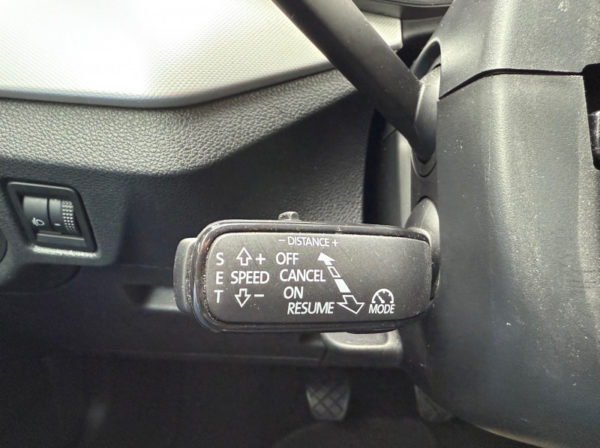 − DISTANCE +
S + OFF
E SPEED CANCEL
T − ON
RESUME MODE